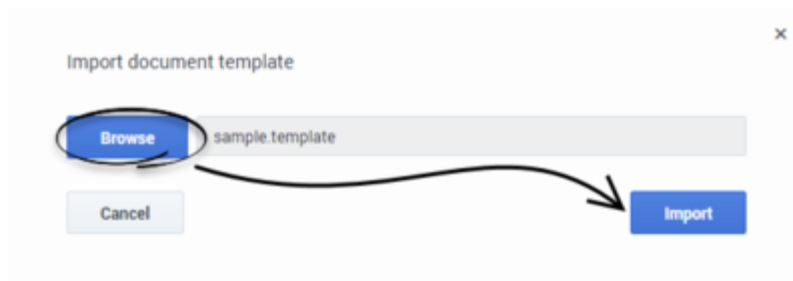 Import document template
Browse sample.template
Cancel Import